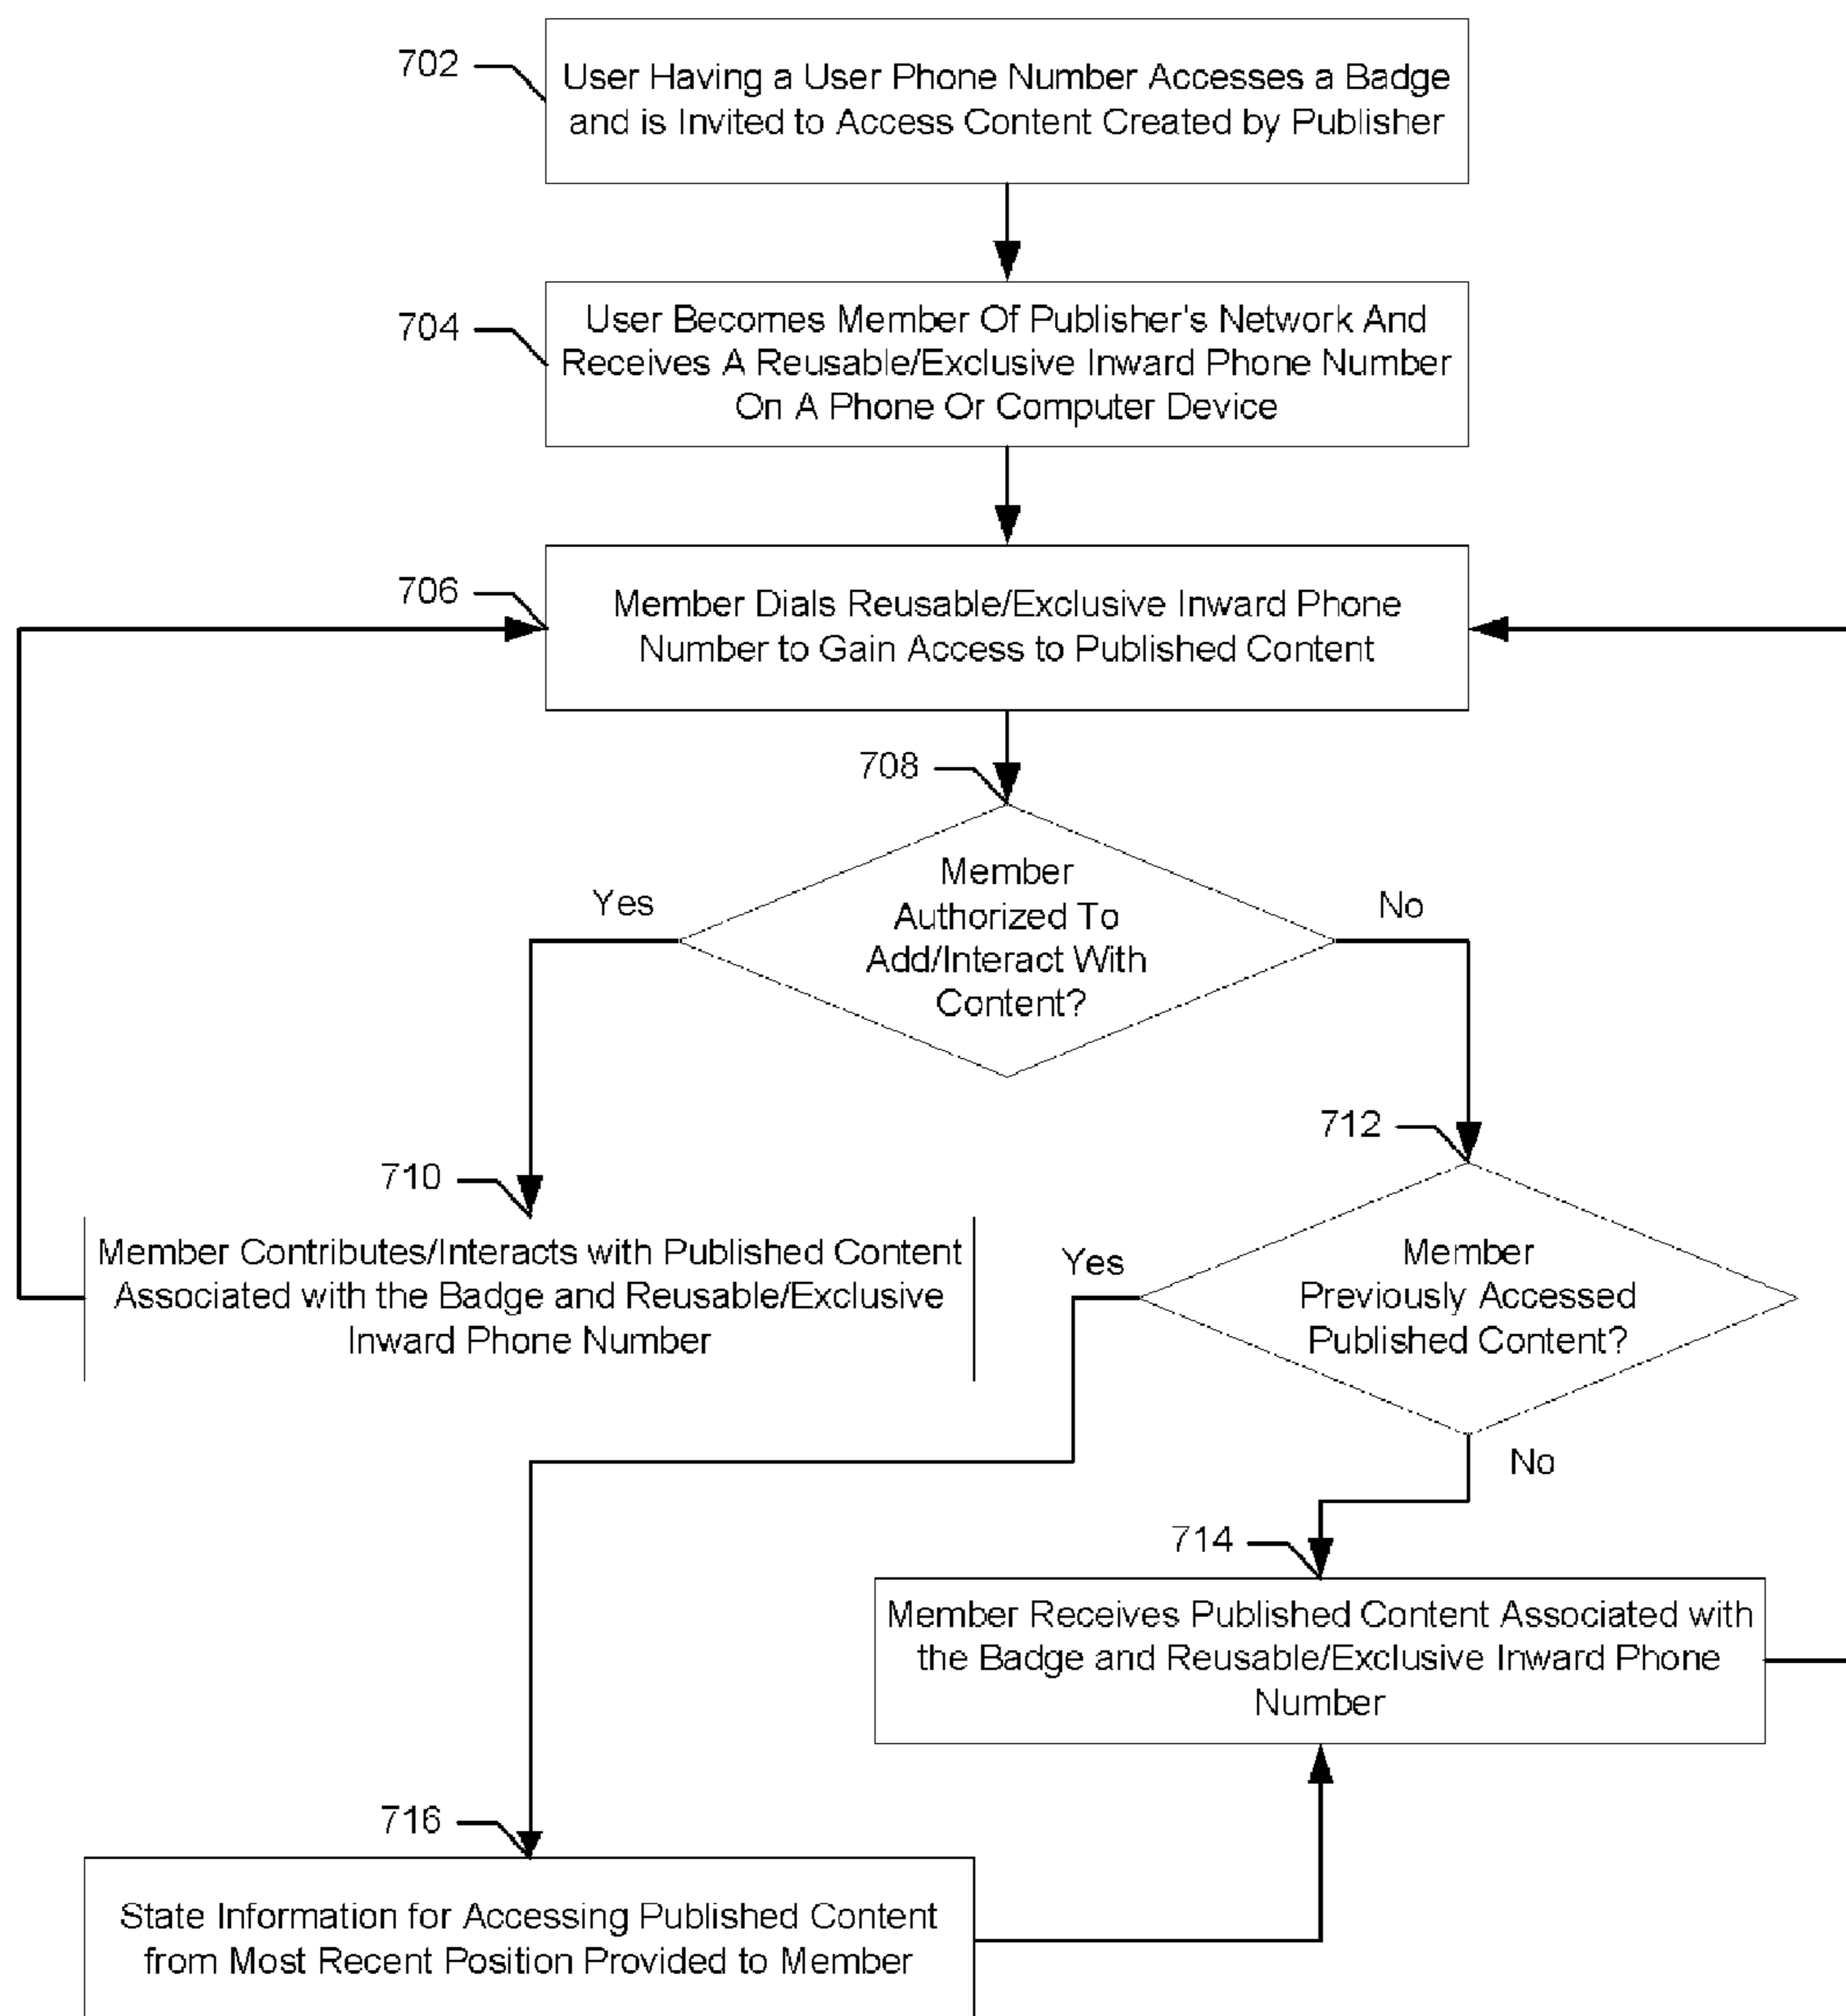 702
User Having a User Phone Number Accesses a Badge
and is Invited to Access Content Created by Publisher
704
User Becomes Member Of Publisher's Network And
Receives A Reusable/Exclusive Inward Phone Number
On A Phone Or Computer Device
706
Member Dials Reusable/Exclusive Inward Phone
Number to Gain Access to Published Content
708
Member
Authorized To
Add/Interact With
Content?
Yes
No
710
Member Contributes/Interacts with Published Content
Associated with the Badge and Reusable/Exclusive
Inward Phone Number
712
Member
Previously Accessed
Published Content?
Yes
No
714
Member Receives Published Content Associated with
the Badge and Reusable/Exclusive Inward Phone
Number
716
State Information for Accessing Published Content
from Most Recent Position Provided to Member